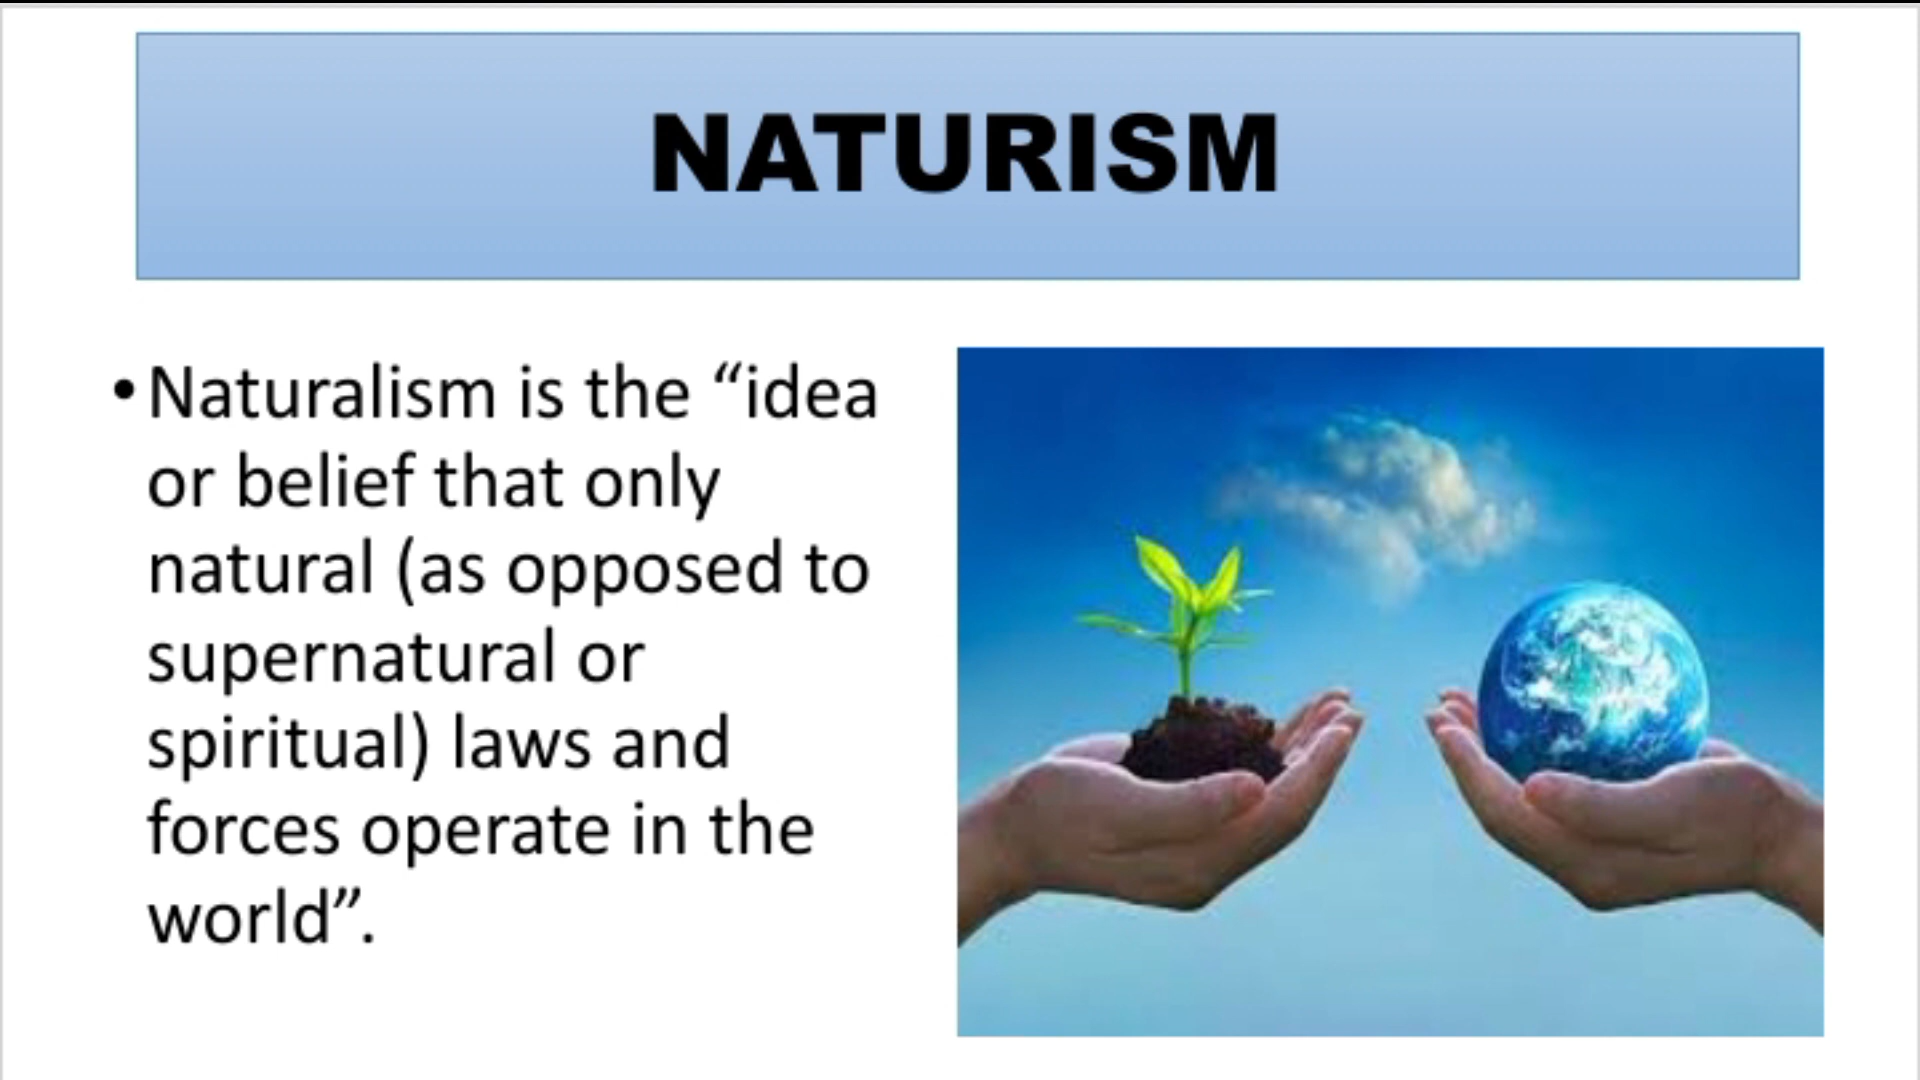 NATURISM
• Naturalism is the “idea
or belief that only
natural (as opposed to
supernatural or
spiritual) laws and
forces operate in the
world”.